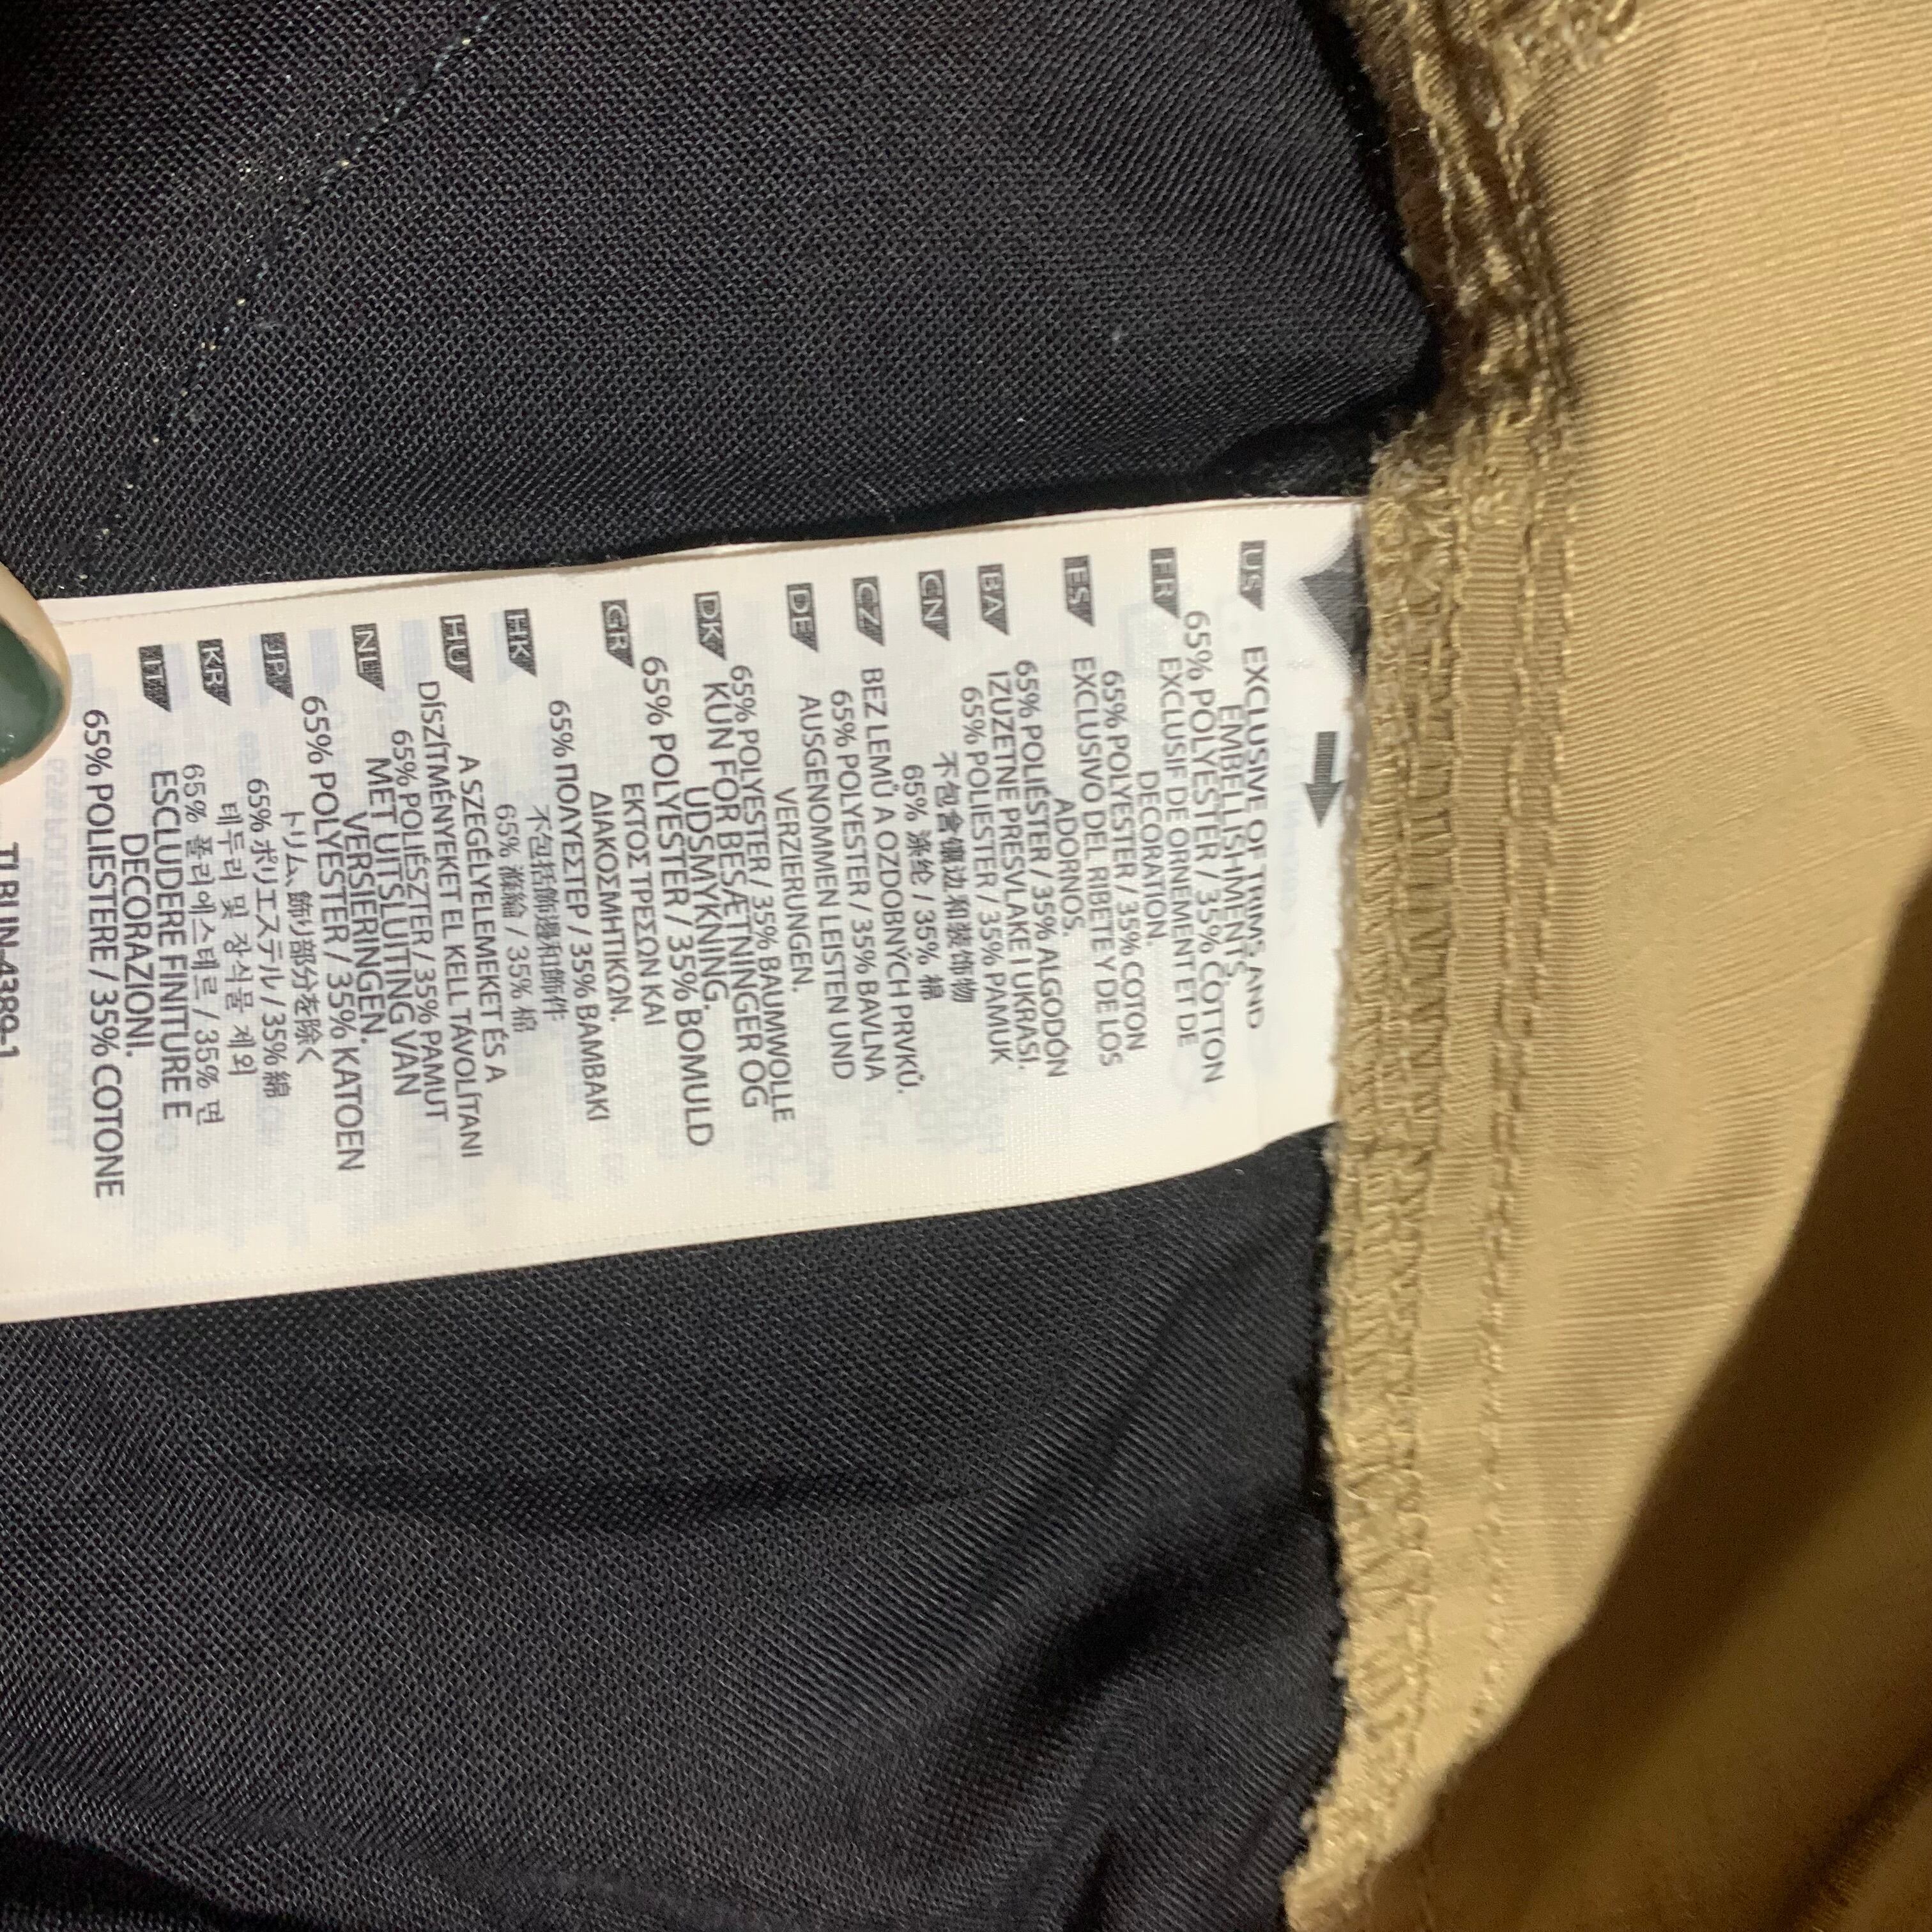 US
EXCLUSIVE OF TRIMS AND
EMBELLISHMENTS.
65% POLYESTER / 35% COTTON
FR
EXCLUSIF DE ORNEMENT ET DE
DECORATION.
65% POLYESTER / 35% COTON
ES
EXCLUSIVO DEL RIBETE Y DE LOS
ADORNOS.
65% POLIÉSTER / 35% ALGODÓN
BA
IZUZETNE PRESVLAKE I UKRASI.
65% POLIESTER / 35% PAMUK
CN
不包含镶边和装饰物
65% 涤纶 / 35% 棉
CZ
BEZ LEMŮ A OZDOBNÝCH PRVKŮ.
65% POLYESTER / 35% BAVLNA
DE
AUSGENOMMEN LEISTEN UND
VERZIERUNGEN.
65% POLYESTER / 35% BAUMWOLLE
DK
KUN FOR BESÆTNINGER OG
UDSMYKNING.
65% POLYESTER / 35% BOMULD
GR
ΕΚΤΟΣ ΤΡΕΣΩΝ ΚΑΙ
ΔΙΑΚΟΣΜΗΤΙΚΩΝ.
65% ΠΟΛΥΕΣΤΕΡ / 35% ΒΑΜΒΑΚΙ
HK
不包括飾邊和飾件
65% 滌綸 / 35% 棉
HU
A SZEGÉLYELEMEKET ÉS A
DÍSZÍTMÉNYEKET EL KELL TÁVOLÍTANI
65% POLIÉSZTER / 35% PAMUT
NL
MET UITSLUITING VAN
VERSIERINGEN.
65% POLYESTER / 35% KATOEN
JP
トリム、飾り部分を除く
65% ポリエステル / 35% 綿
KR
테두리 및 장식물 제외
65% 폴리에스테르 / 35% 면
IT
ESCLUDERE FINITURE E
DECORAZIONI.
65% POLIESTERE / 35% COTONE